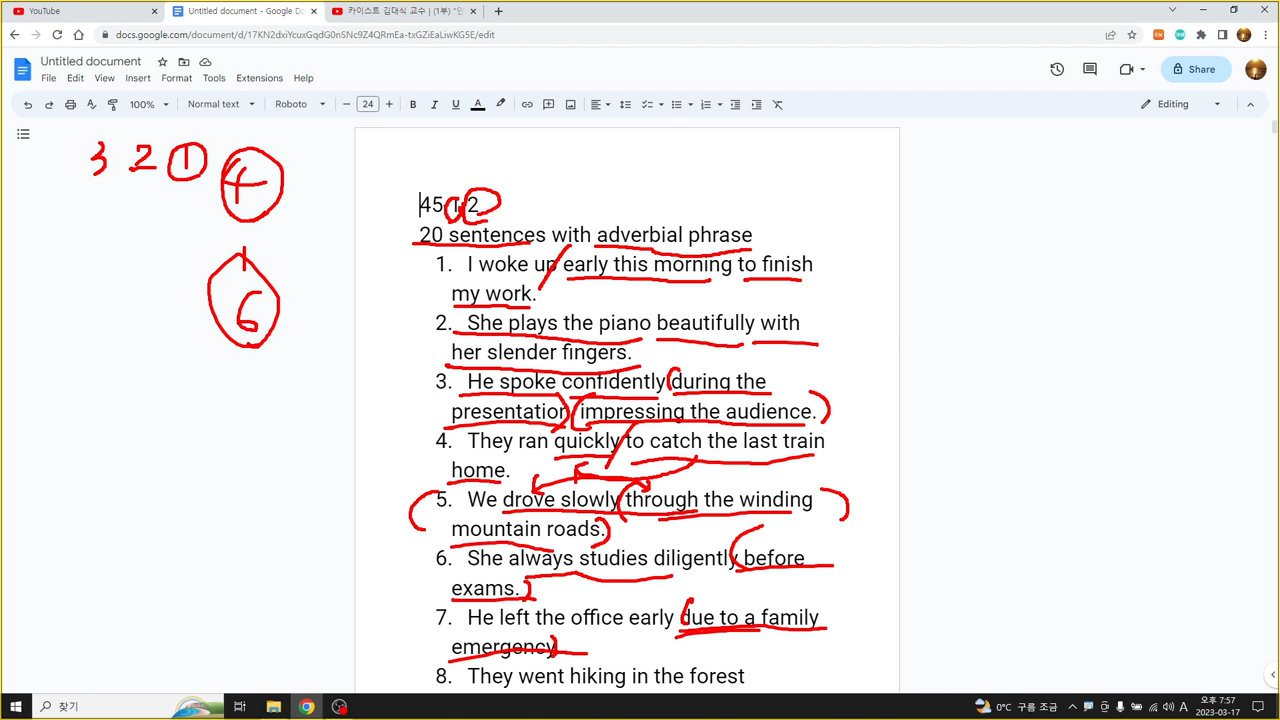 YouTube
Untitled document - Google Do
카이스트 김대식 교수 | (1부) "인
docs.google.com/document/d/17KN2dxiYcuxGqdG0nSNc9Z4QRmEa-txGZiEaLiwKG5E/edit
Untitled document
File Edit View Insert Format Tools Extensions Help
Share
100% Normal text Roboto 24 B I U A Editing
3 2 1 4
6
45 1 2
20 sentences with adverbial phrase
1. I woke up early this morning to finish
my work.
2. She plays the piano beautifully with
her slender fingers.
3. He spoke confidently during the
presentation impressing the audience.
4. They ran quickly to catch the last train
home.
5. We drove slowly through the winding
mountain roads.
6. She always studies diligently before
exams.
7. He left the office early due to a family
emergency
8. They went hiking in the forest
찾기
0°C 구름 조금
A
오후 7:57
2023-03-17